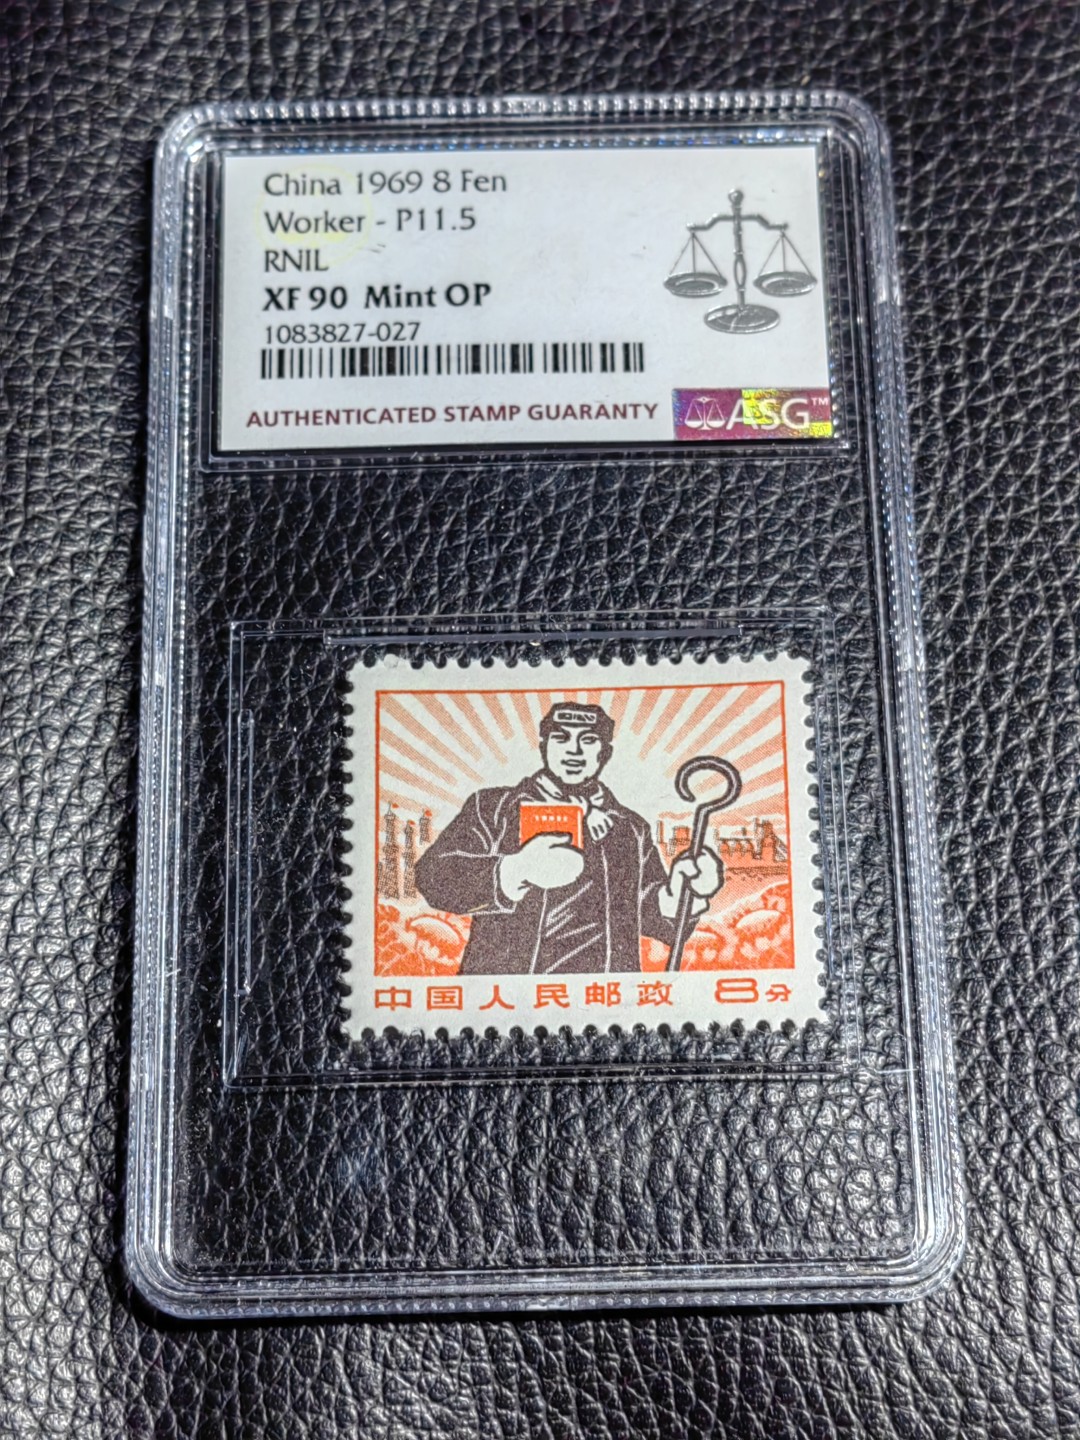 China 1969 8 Fen
Worker - P11.5
RNIL
XF 90 Mint OP
1083827-027
AUTHENTICATED STAMP GUARANTY
ASG™
中国人民邮政 8分